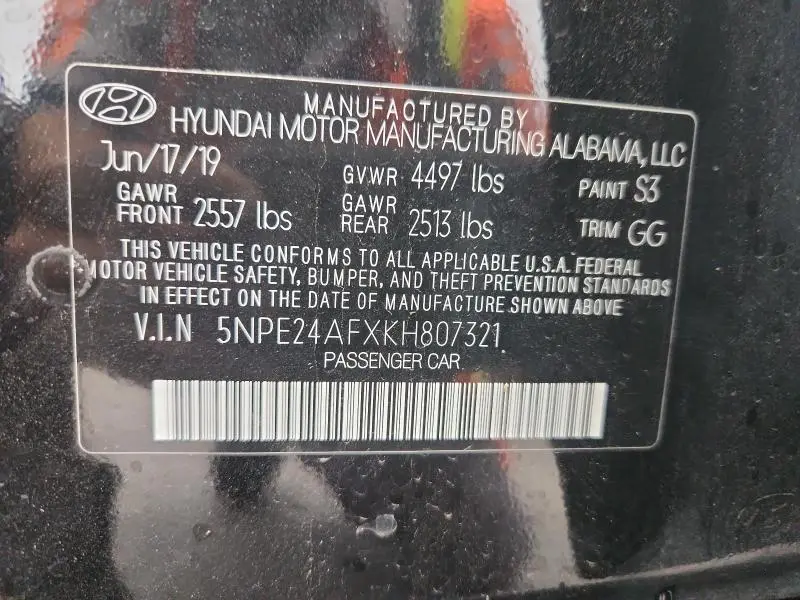 MANUFACTURED BY
HYUNDAI MOTOR MANUFACTURING ALABAMA, LLC
Jun/17/19 GVWR 4497 lbs PAINT S3
GAWR FRONT 2557 lbs GAWR REAR 2513 lbs TRIM GG
THIS VEHICLE CONFORMS TO ALL APPLICABLE U.S.A. FEDERAL
MOTOR VEHICLE SAFETY, BUMPER, AND THEFT PREVENTION STANDARDS
IN EFFECT ON THE DATE OF MANUFACTURE SHOWN ABOVE
V.I.N 5NPE24AFXKH807321
PASSENGER CAR